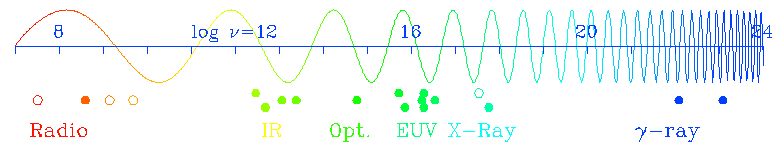 8 log ν=12 16 20 24
Radio IR Opt. EUV X-Ray γ-ray